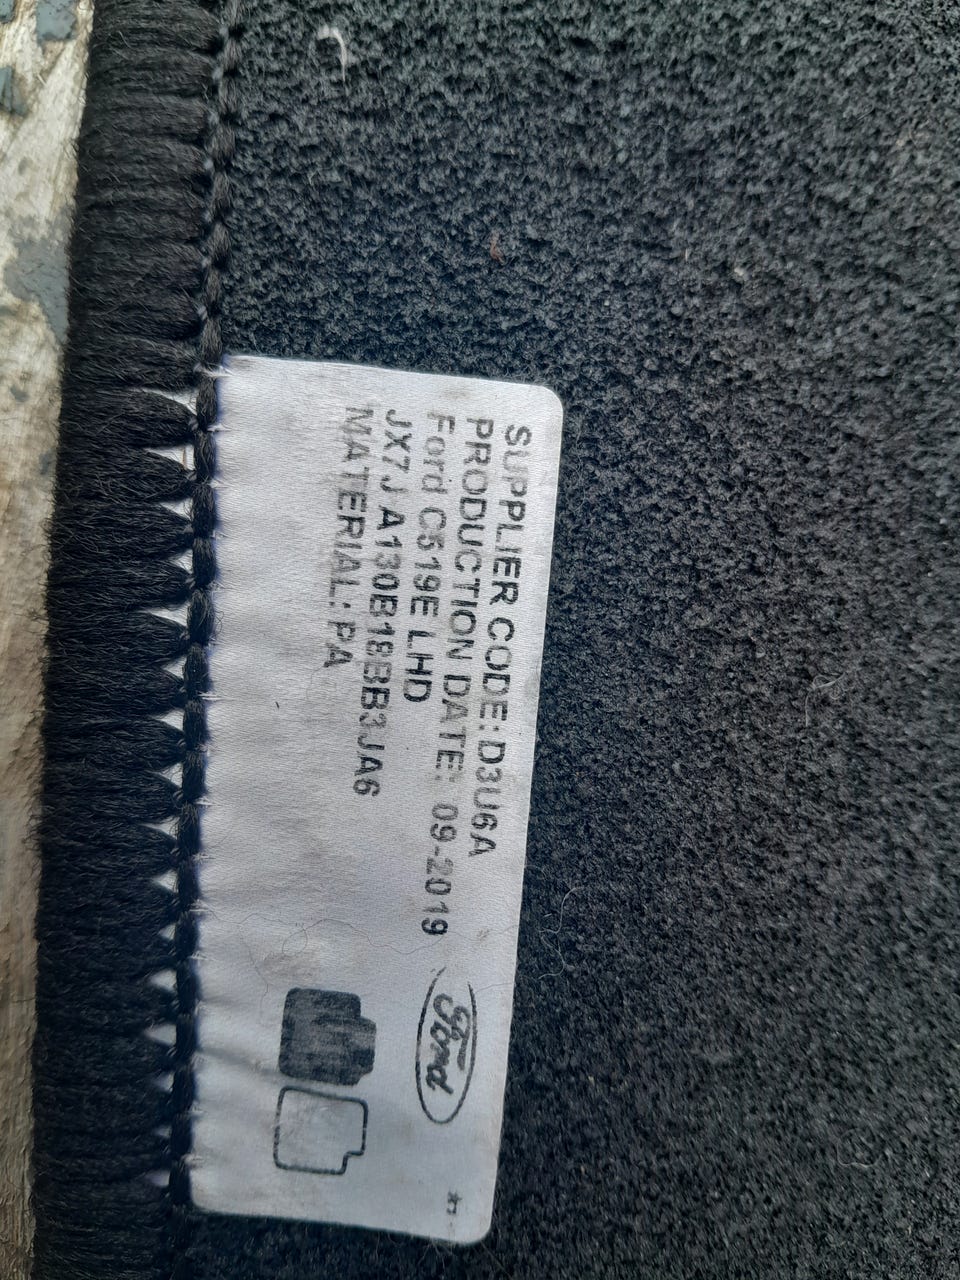 SUPPLIER CODE: D3U6A
PRODUCTION DATE: 09-2019
Ford C519E LHD
JX7J A130B18BB3JA6
MATERIAL: PA
Ford